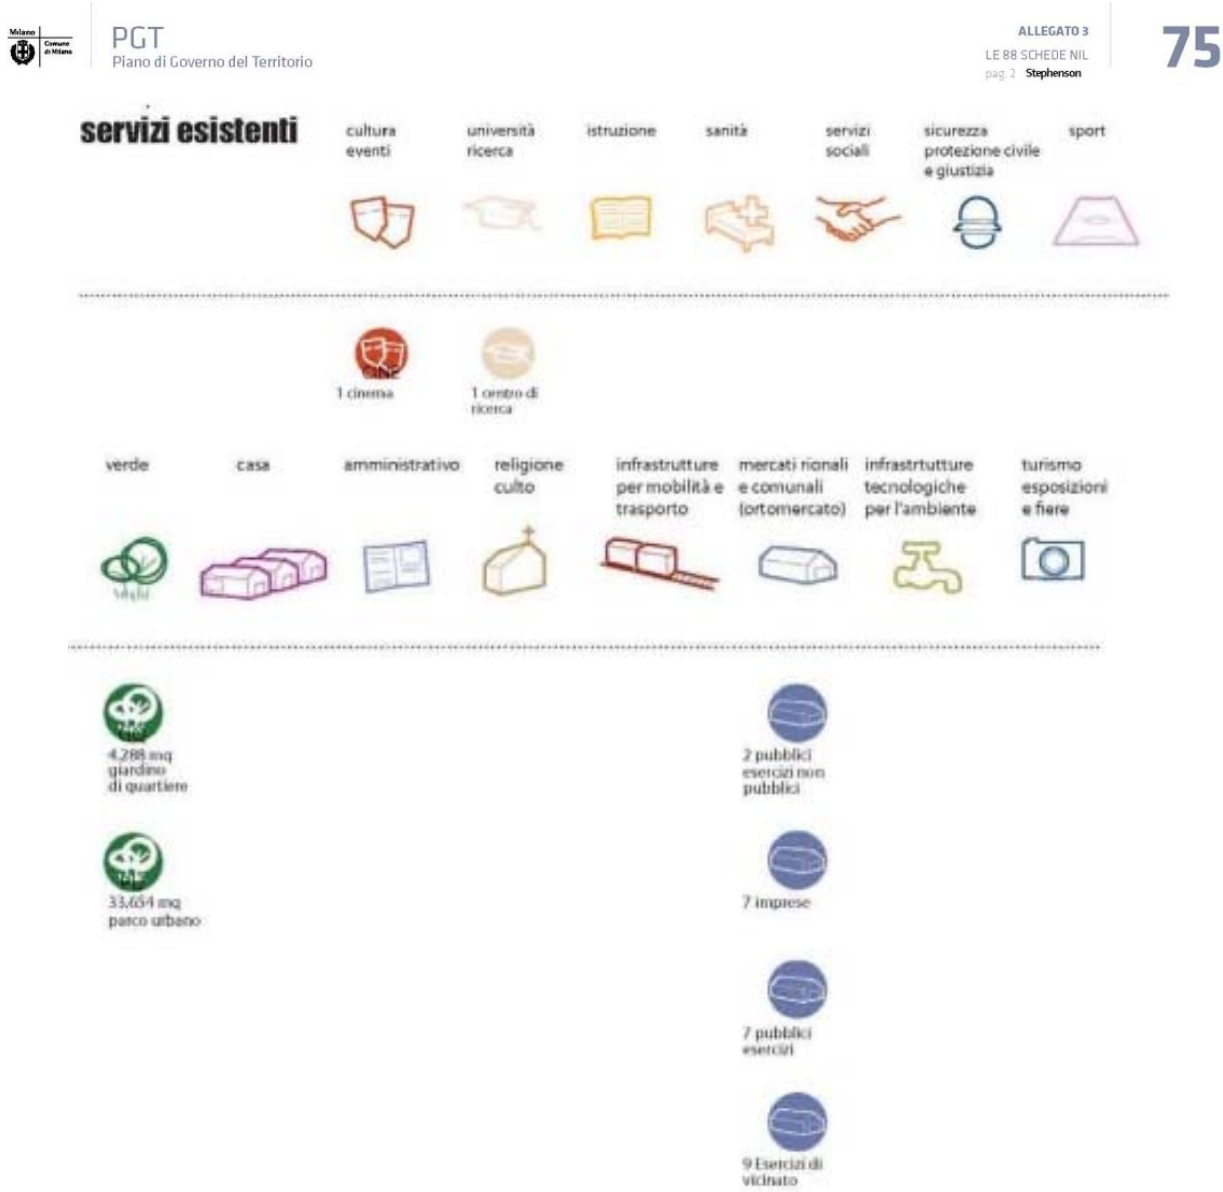 Milano
Comune
di Milano
PGT
Piano di Governo del Territorio
ALLEGATO 3
LE 88 SCHEDE NIL
pag. 2 Stephenson
75
servizi esistenti
cultura
eventi
università
ricerca
istruzione
sanità
servizi
sociali
sicurezza
protezione civile
e giustizia
sport
CINE
1 cinema
1 centro di
ricerca
verde
casa
amministrativo
religione
culto
infrastrutture
per mobilità e
trasporto
mercati rionali
e comunali
(ortomercato)
infrastrtutture
tecnologiche
per l'ambiente
turismo
esposizioni
e fiere
4.288 mq
giardino
di quartiere
33.654 mq
parco urbano
2 pubblici
esercizi non
pubblici
7 imprese
7 pubblici
esercizi
9 Esercizi di
vicinato